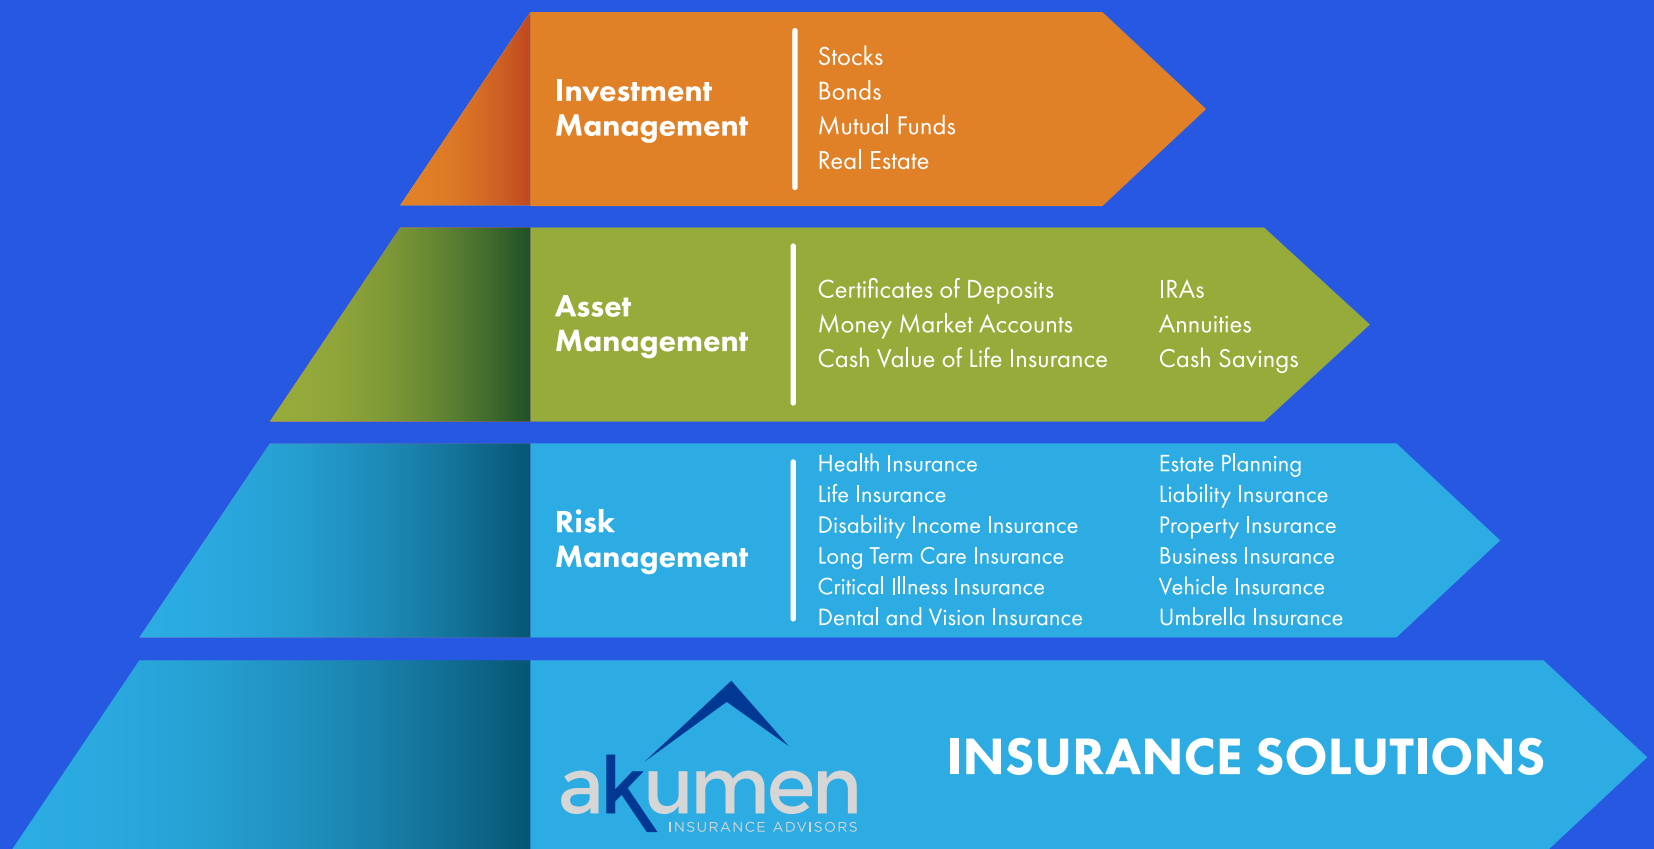 Investment
Management
Stocks
Bonds
Mutual Funds
Real Estate
Asset
Management
Certificates of Deposits
Money Market Accounts
Cash Value of Life Insurance
IRAs
Annuities
Cash Savings
Risk
Management
Health Insurance
Life Insurance
Disability Income Insurance
Long Term Care Insurance
Critical Illness Insurance
Dental and Vision Insurance
Estate Planning
Liability Insurance
Property Insurance
Business Insurance
Vehicle Insurance
Umbrella Insurance
akumen
INSURANCE ADVISORS
INSURANCE SOLUTIONS